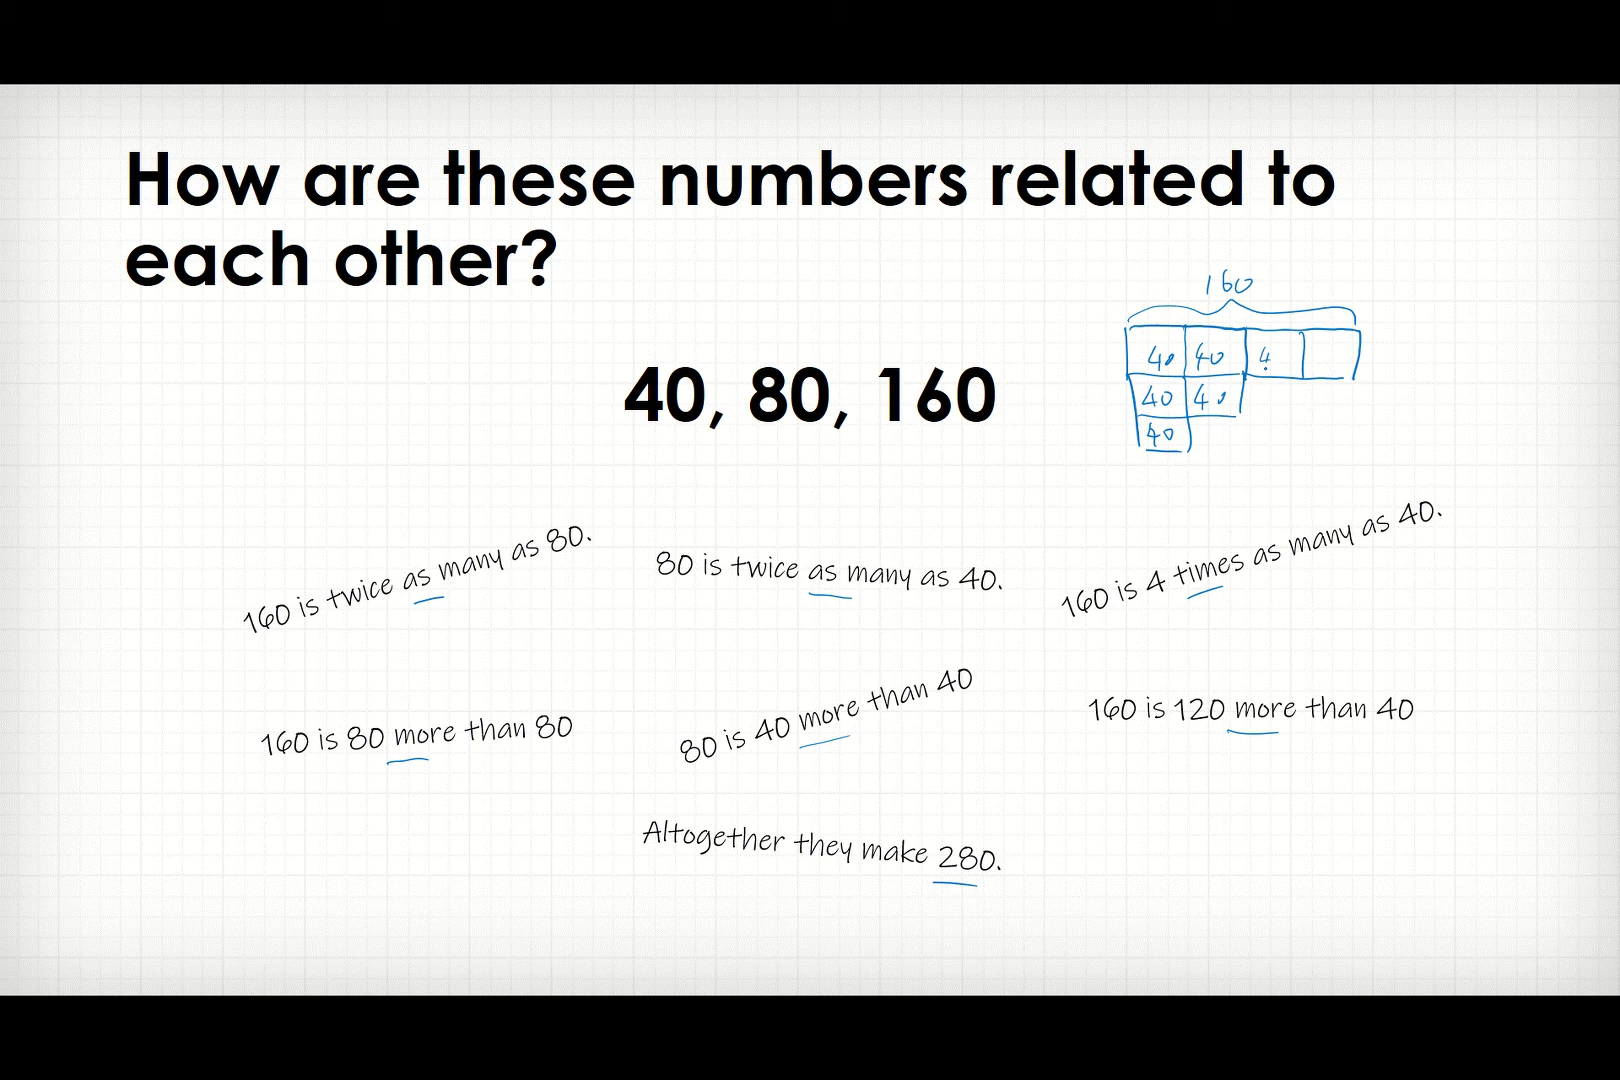 How are these numbers related to
each other?
160
40 40 4
40, 80, 160
40 40
40
160 is twice as many as 80.
80 is twice as many as 40.
160 is 4 times as many as 40.
160 is 80 more than 80
80 is 40 more than 40
160 is 120 more than 40
Altogether they make 280.